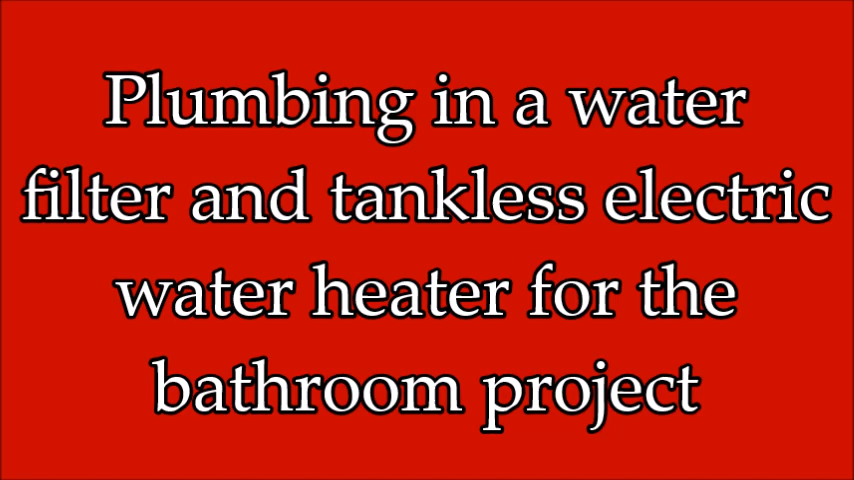 Plumbing in a water
filter and tankless electric
water heater for the
bathroom project